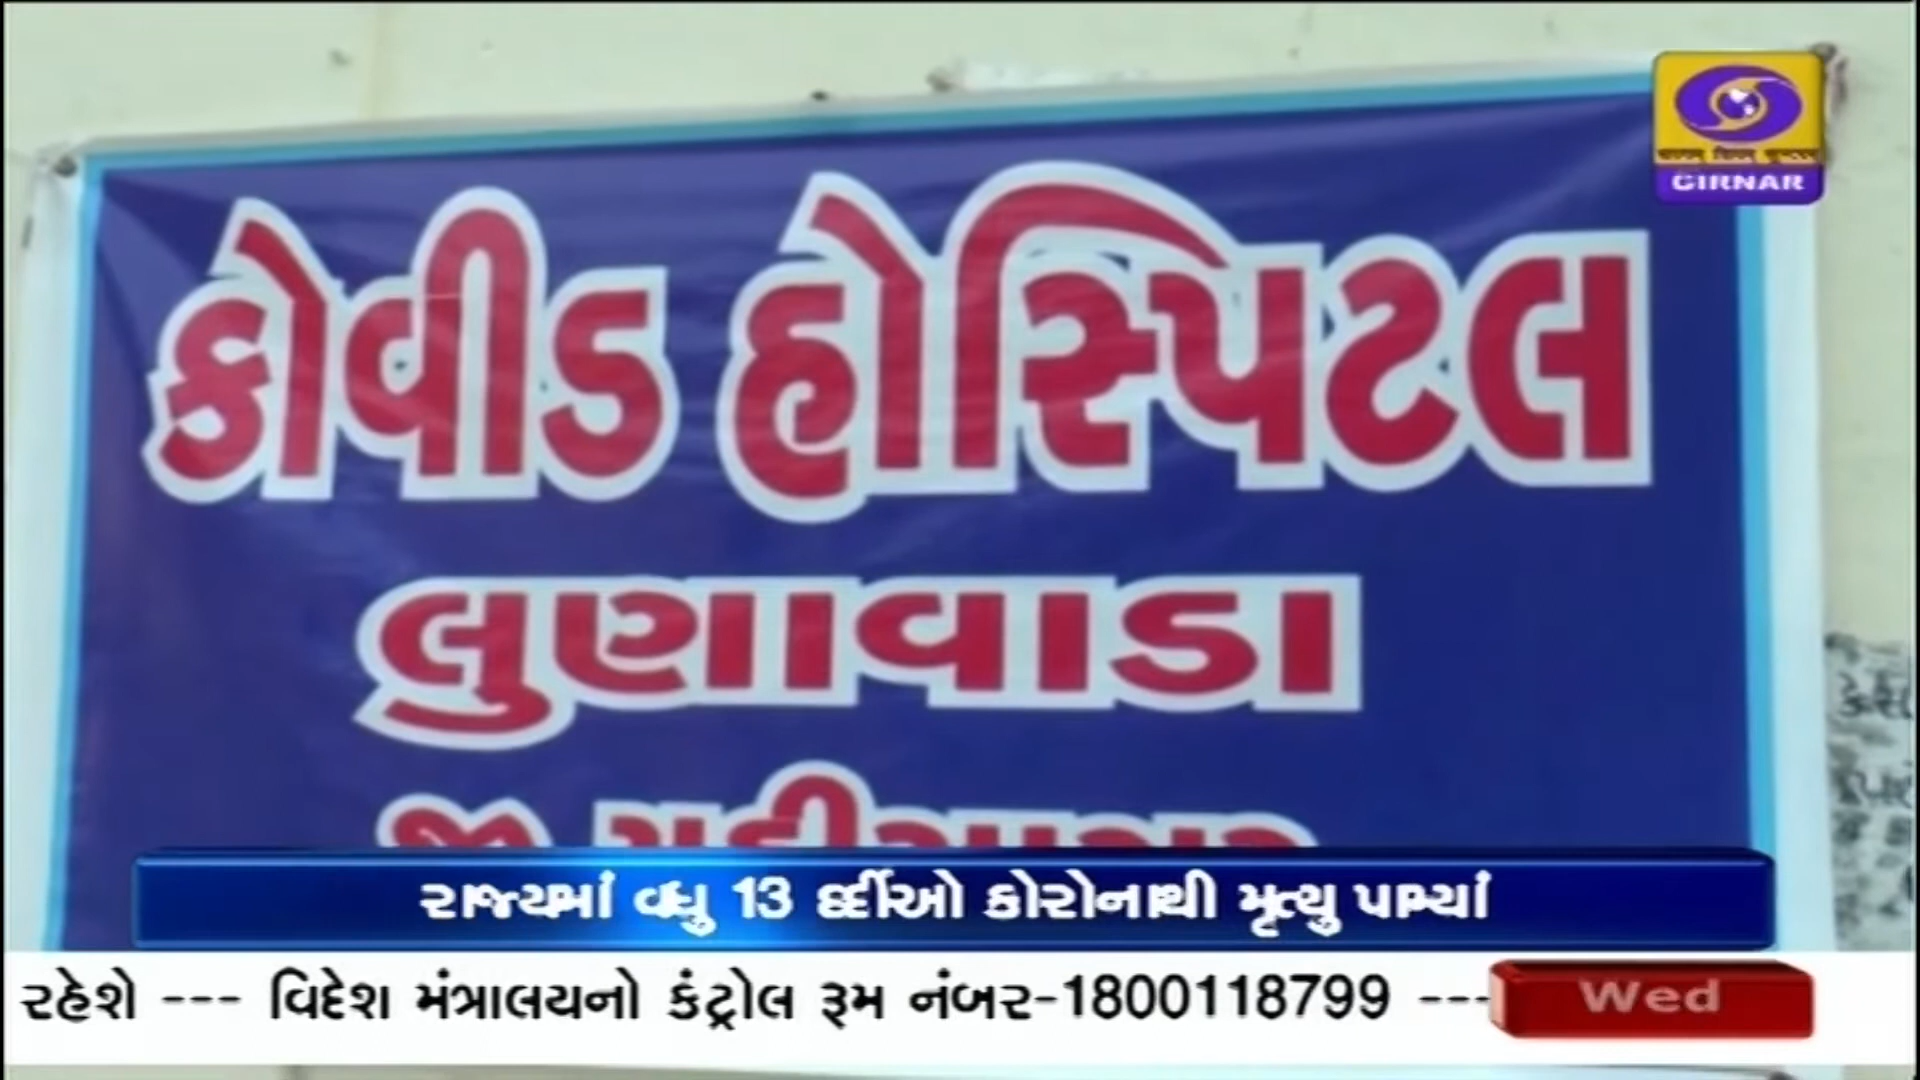 GIRNAR
કોવીડ હોસ્પિટલ
લુણાવાડા
રાજ્યમાં વધુ 13 દર્દીઓ કોરોનાથી મૃત્યુ પામ્યાં
રહેશે --- વિદેશ મંત્રાલયનો કંટ્રોલ રૂમ નંબર-1800118799 ---
Wed